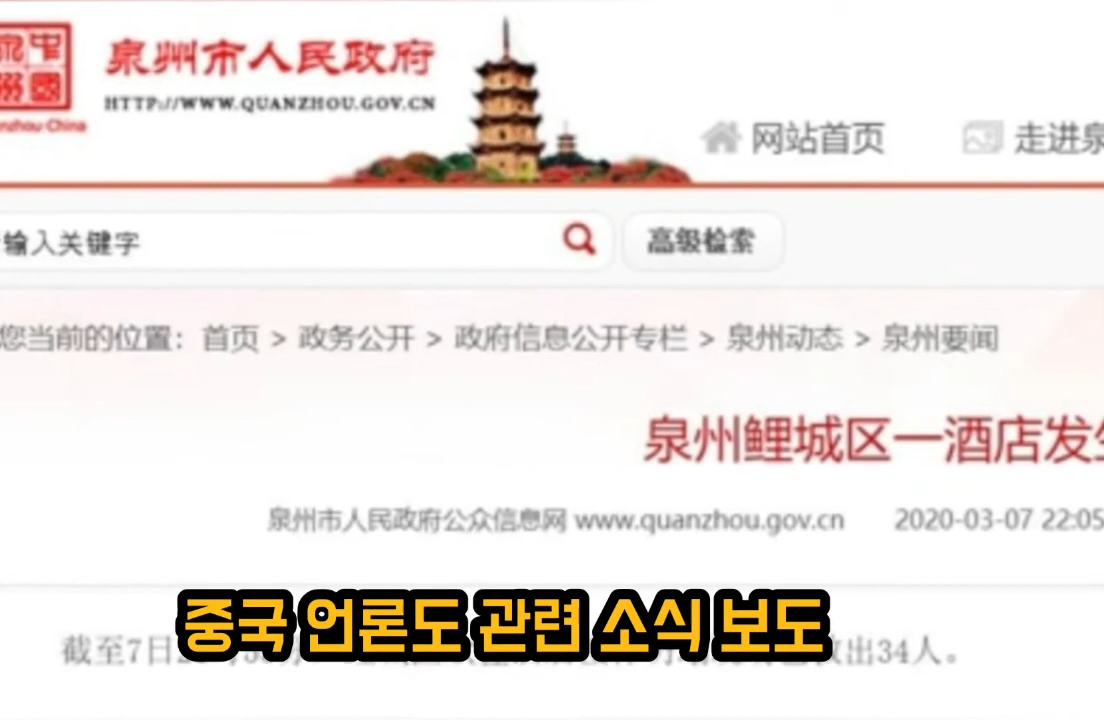 泉州市人民政府
HTTP://WWW.QUANZHOU.GOV.CN
nzhou China
网站首页 走进泉
输入关键字 高级检索
您当前的位置：首页 > 政务公开 > 政府信息公开专栏 > 泉州动态 > 泉州要闻
泉州鲤城区一酒店发生
泉州市人民政府公众信息网 www.quanzhou.gov.cn 2020-03-07 22:05
중국 언론도 관련 소식 보도
截至7日 出34人。